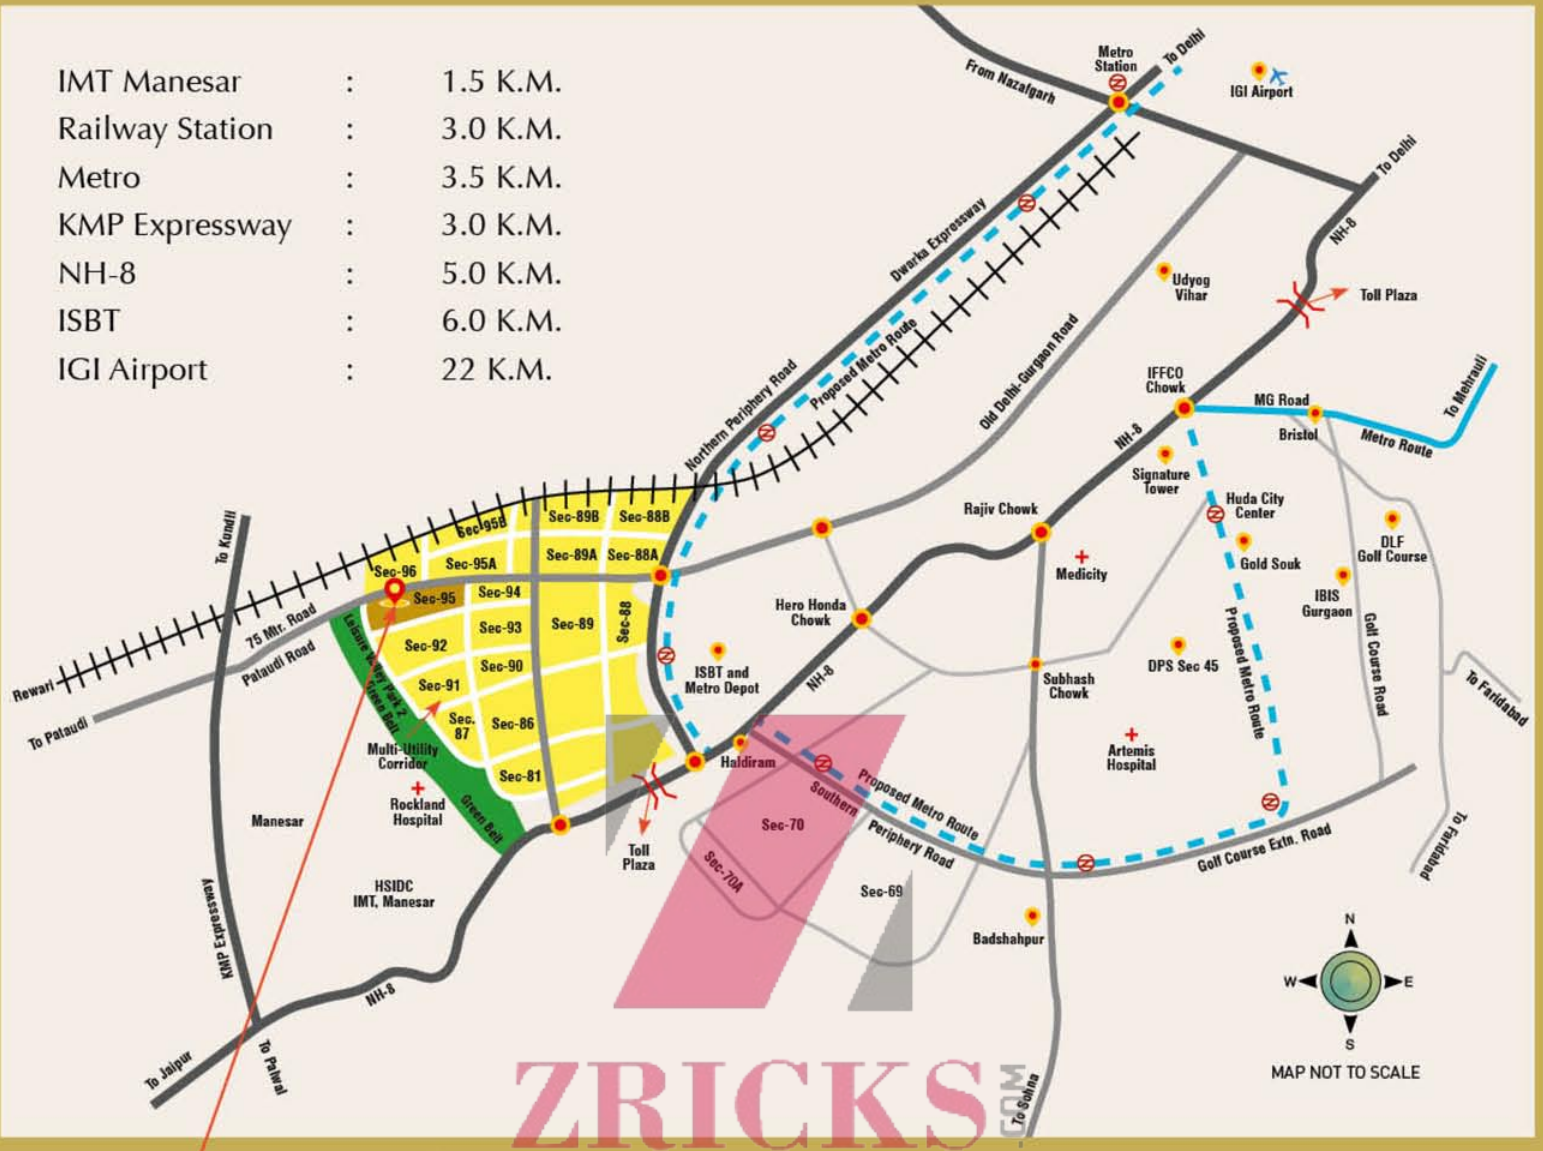 IMT Manesar : 1.5 K.M.
Railway Station : 3.0 K.M.
Metro : 3.5 K.M.
KMP Expressway : 3.0 K.M.
NH-8 : 5.0 K.M.
ISBT : 6.0 K.M.
IGI Airport : 22 K.M.
From Nazafgarh
Metro
Station
To Delhi
IGI Airport
To Delhi
NH-8
Toll Plaza
Dwarka Expressway
Udyog
Vihar
Proposed Metro Route
Northern Periphery Road
Old Delhi-Gurgaon Road
IFFCO
Chowk
MG Road
Bristol
Metro Route
To Mehrauli
NH-8
Signature
Tower
Huda City
Center
Gold Souk
DLF
Golf Course
IBIS
Gurgaon
Rajiv Chowk
Medicity
Hero Honda
Chowk
DPS Sec 45
Proposed Metro Route
Golf Course Road
To Faridabad
To Faridabad
Subhash
Chowk
Artemis
Hospital
ISBT and
Metro Depot
NH-8
Haldiram
Sec-95B
Sec-89B
Sec-88B
Sec-96
Sec-95A
Sec-89A
Sec-88A
Sec-95
Sec-94
Sec-93
Sec-89
Sec-88
Sec-92
Sec-90
Sec-91
Sec.
87
Sec-86
Sec-81
To Kundli
75 Mtr. Road
Pataudi Road
Rewari
To Pataudi
Leisure Valley Park 2
Green Belt
Multi-Utility
Corridor
Rockland
Hospital
Green Belt
Manesar
HSIDC
IMT, Manesar
KMP Expressway
NH-8
To Jaipur
To Palwal
Toll
Plaza
Southern
Periphery Road
Proposed Metro Route
Sec-70
Sec-70A
Sec-69
Golf Course Extn. Road
Badshahpur
To Sohna
N
W
E
S
MAP NOT TO SCALE
ZRICKS
.COM